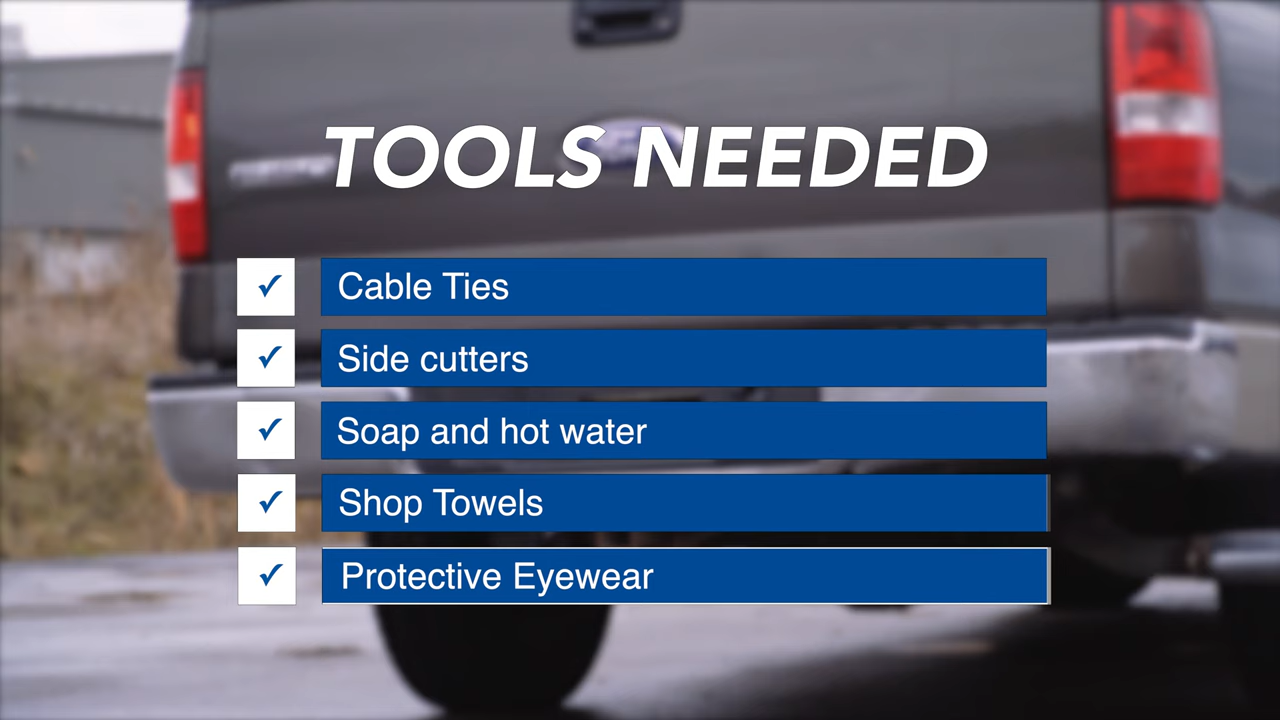 TOOLS NEEDED
Cable Ties
Side cutters
Soap and hot water
Shop Towels
Protective Eyewear